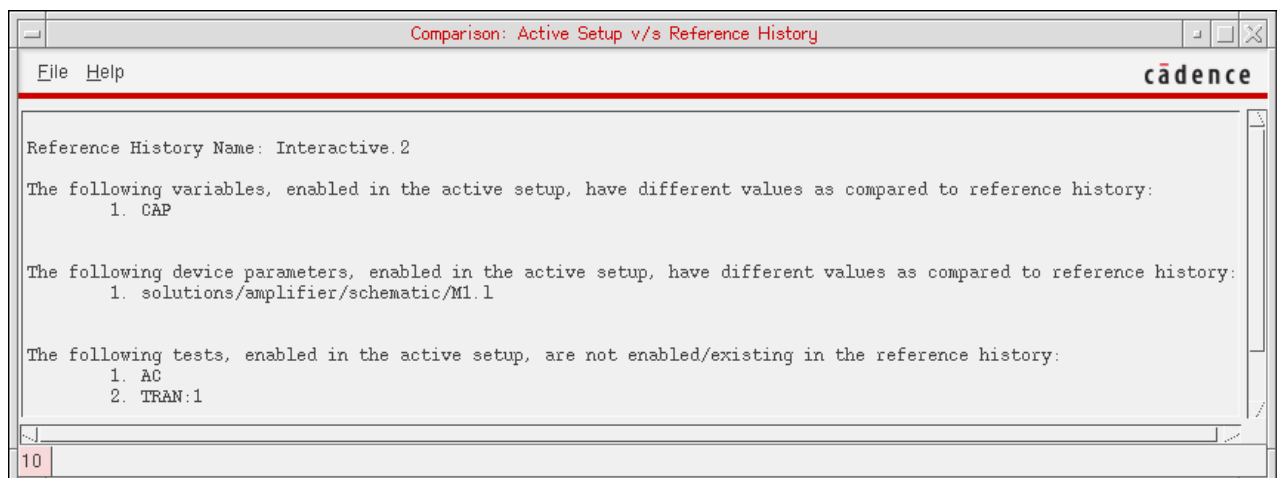 Comparison: Active Setup v/s Reference History
File Help
cādence
Reference History Name: Interactive.2
The following variables, enabled in the active setup, have different values as compared to reference history:
1. CAP
The following device parameters, enabled in the active setup, have different values as compared to reference history:
1. solutions/amplifier/schematic/M1.l
The following tests, enabled in the active setup, are not enabled/existing in the reference history:
1. AC
2. TRAN:1
10